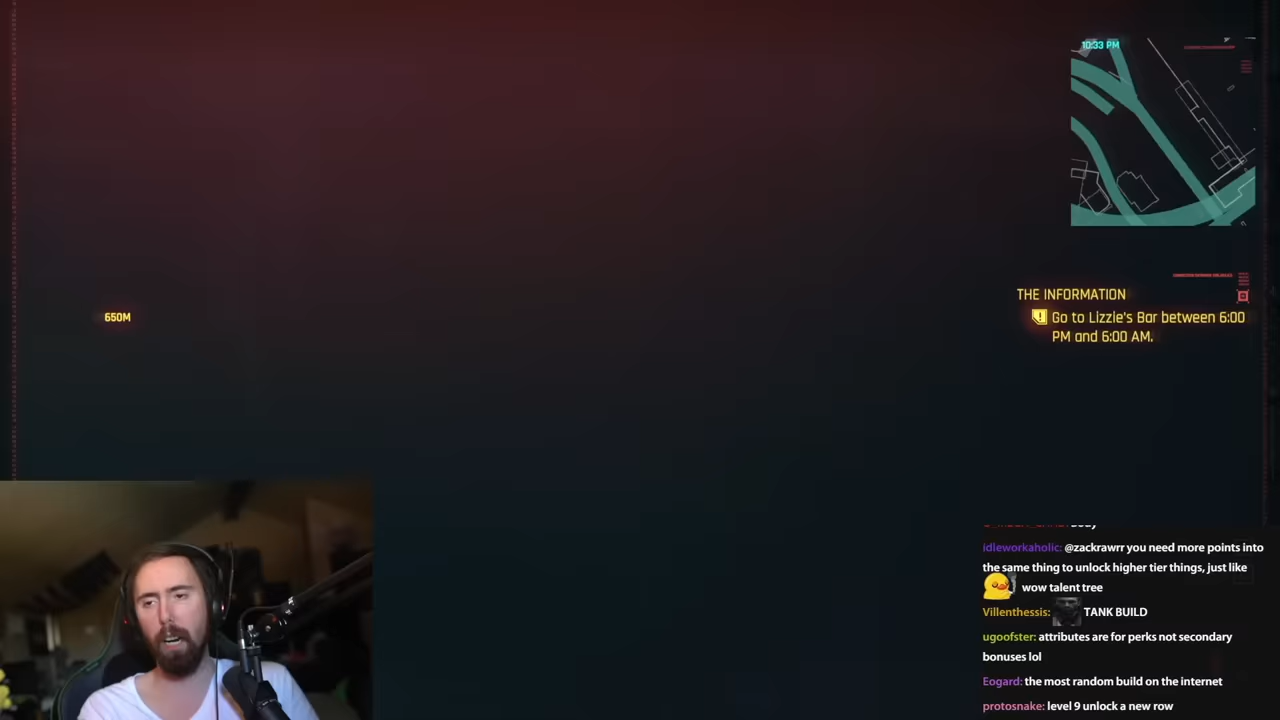 10:33 PM
650M
THE INFORMATION
Go to Lizzie's Bar between 6:00
PM and 6:00 AM.
idleworkaholic: @zackrawrr you need more points into
the same thing to unlock higher tier things, just like
wow talent tree
Villenthessis: TANK BUILD
ugoofster: attributes are for perks not secondary
bonuses lol
Eogard: the most random build on the internet
protosnake: level 9 unlock a new row